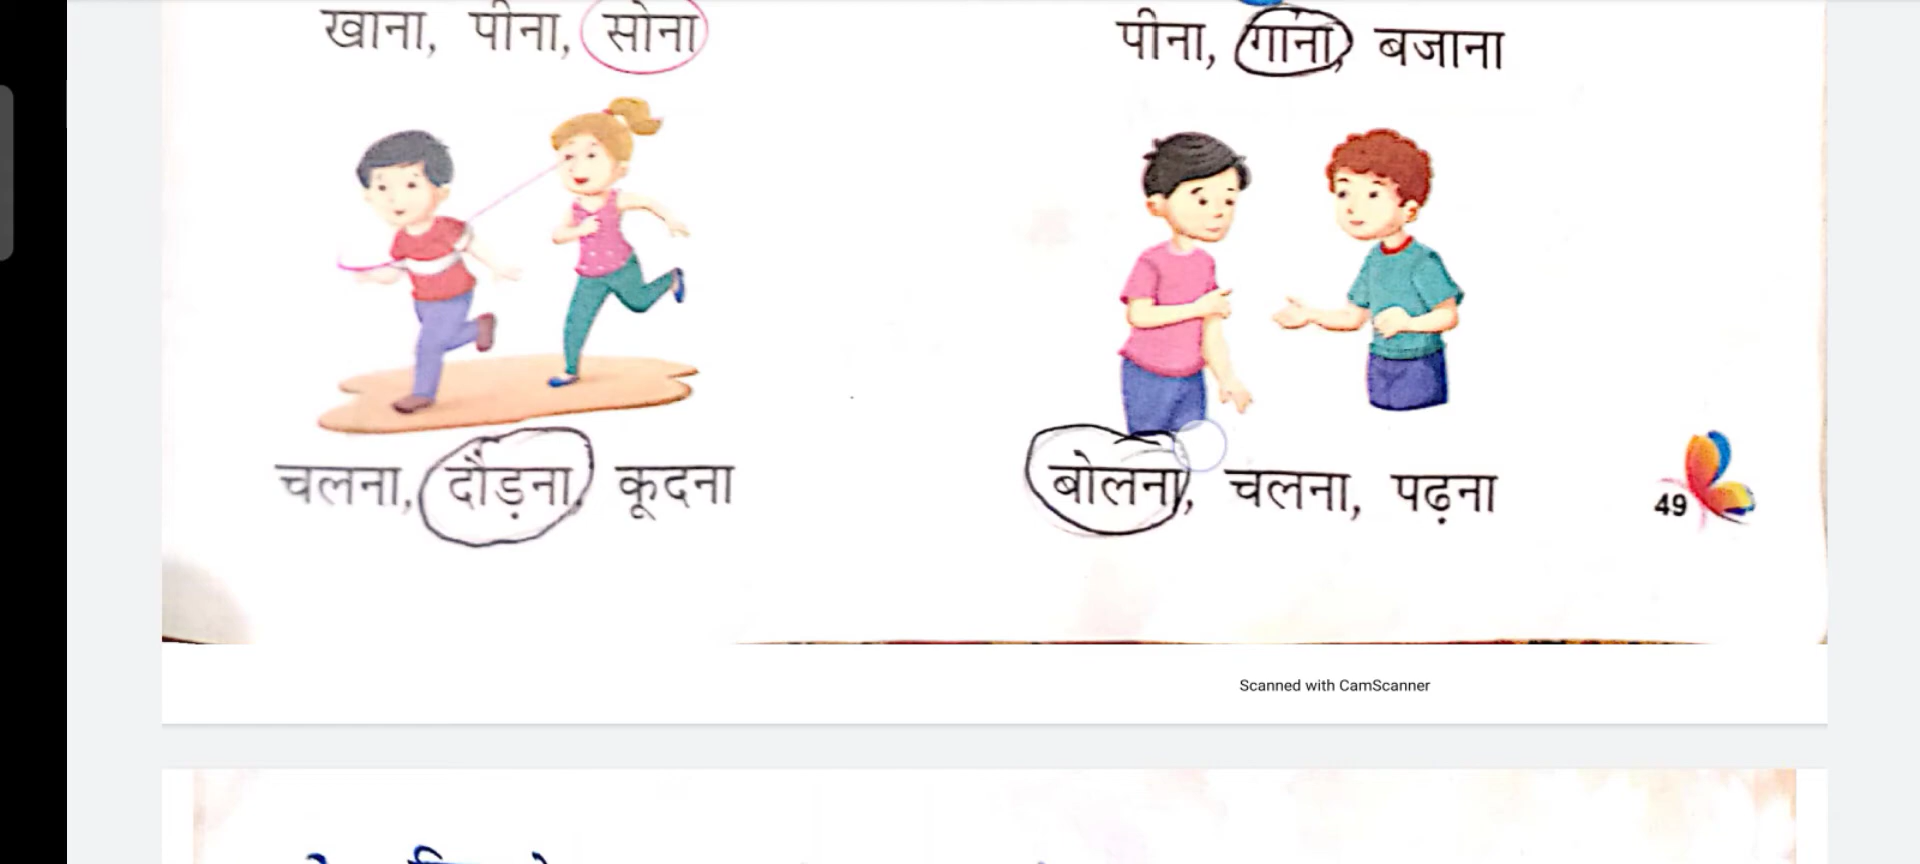 खाना, पीना, सोना
पीना, गाना, बजाना
चलना, दौड़ना, कूदना
बोलना, चलना, पढ़ना
49
Scanned with CamScanner